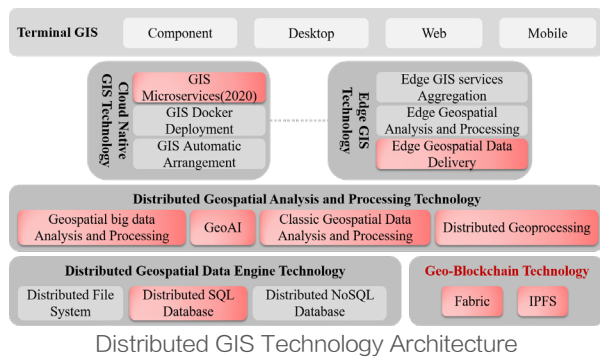 Terminal GIS
Component
Desktop
Web
Mobile
Cloud Native
GIS Technology
GIS
Microservices(2020)
GIS Docker
Deployment
GIS Automatic
Arrangement
Edge GIS
Technology
Edge GIS services
Aggregation
Edge Geospatial
Analysis and Processing
Edge Geospatial Data
Delivery
Distributed Geospatial Analysis and Processing Technology
Geospatial big data
Analysis and Processing
GeoAI
Classic Geospatial Data
Analysis and Processing
Distributed Geoprocessing
Distributed Geospatial Data Engine Technology
Distributed File
System
Distributed SQL
Database
Distributed NoSQL
Database
Geo-Blockchain Technology
Fabric
IPFS
Distributed GIS Technology Architecture